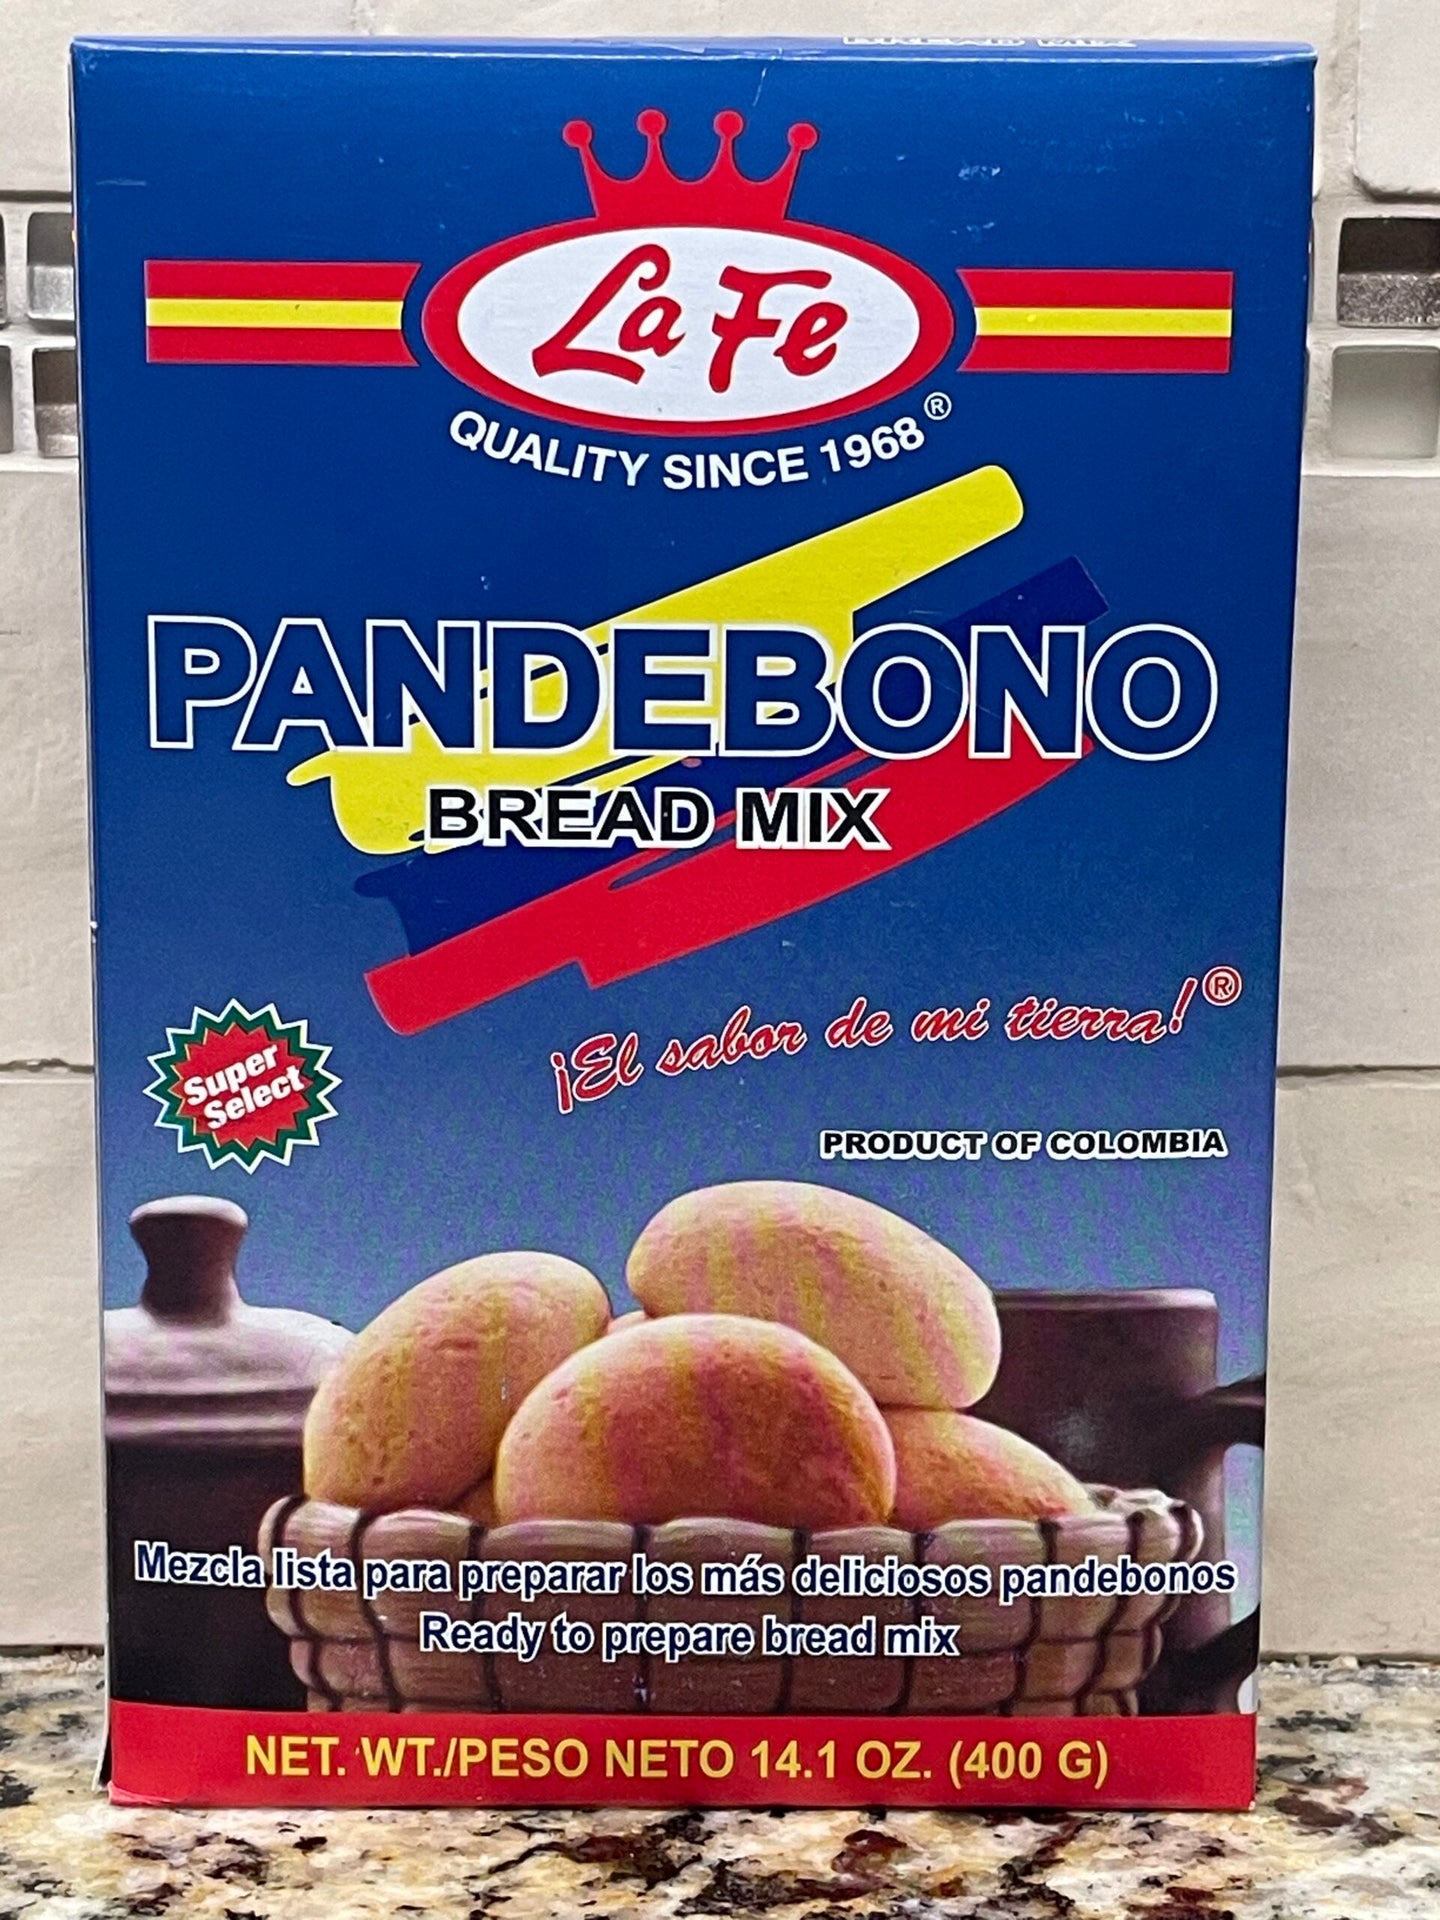 BREAD MIX
La Fe
QUALITY SINCE 1968®
PANDEBONO
BREAD MIX
¡El sabor de mi tierra!®
Super
Select
PRODUCT OF COLOMBIA
Mezcla lista para preparar los más deliciosos pandebonos
Ready to prepare bread mix
NET. WT./PESO NETO 14.1 OZ. (400 G)